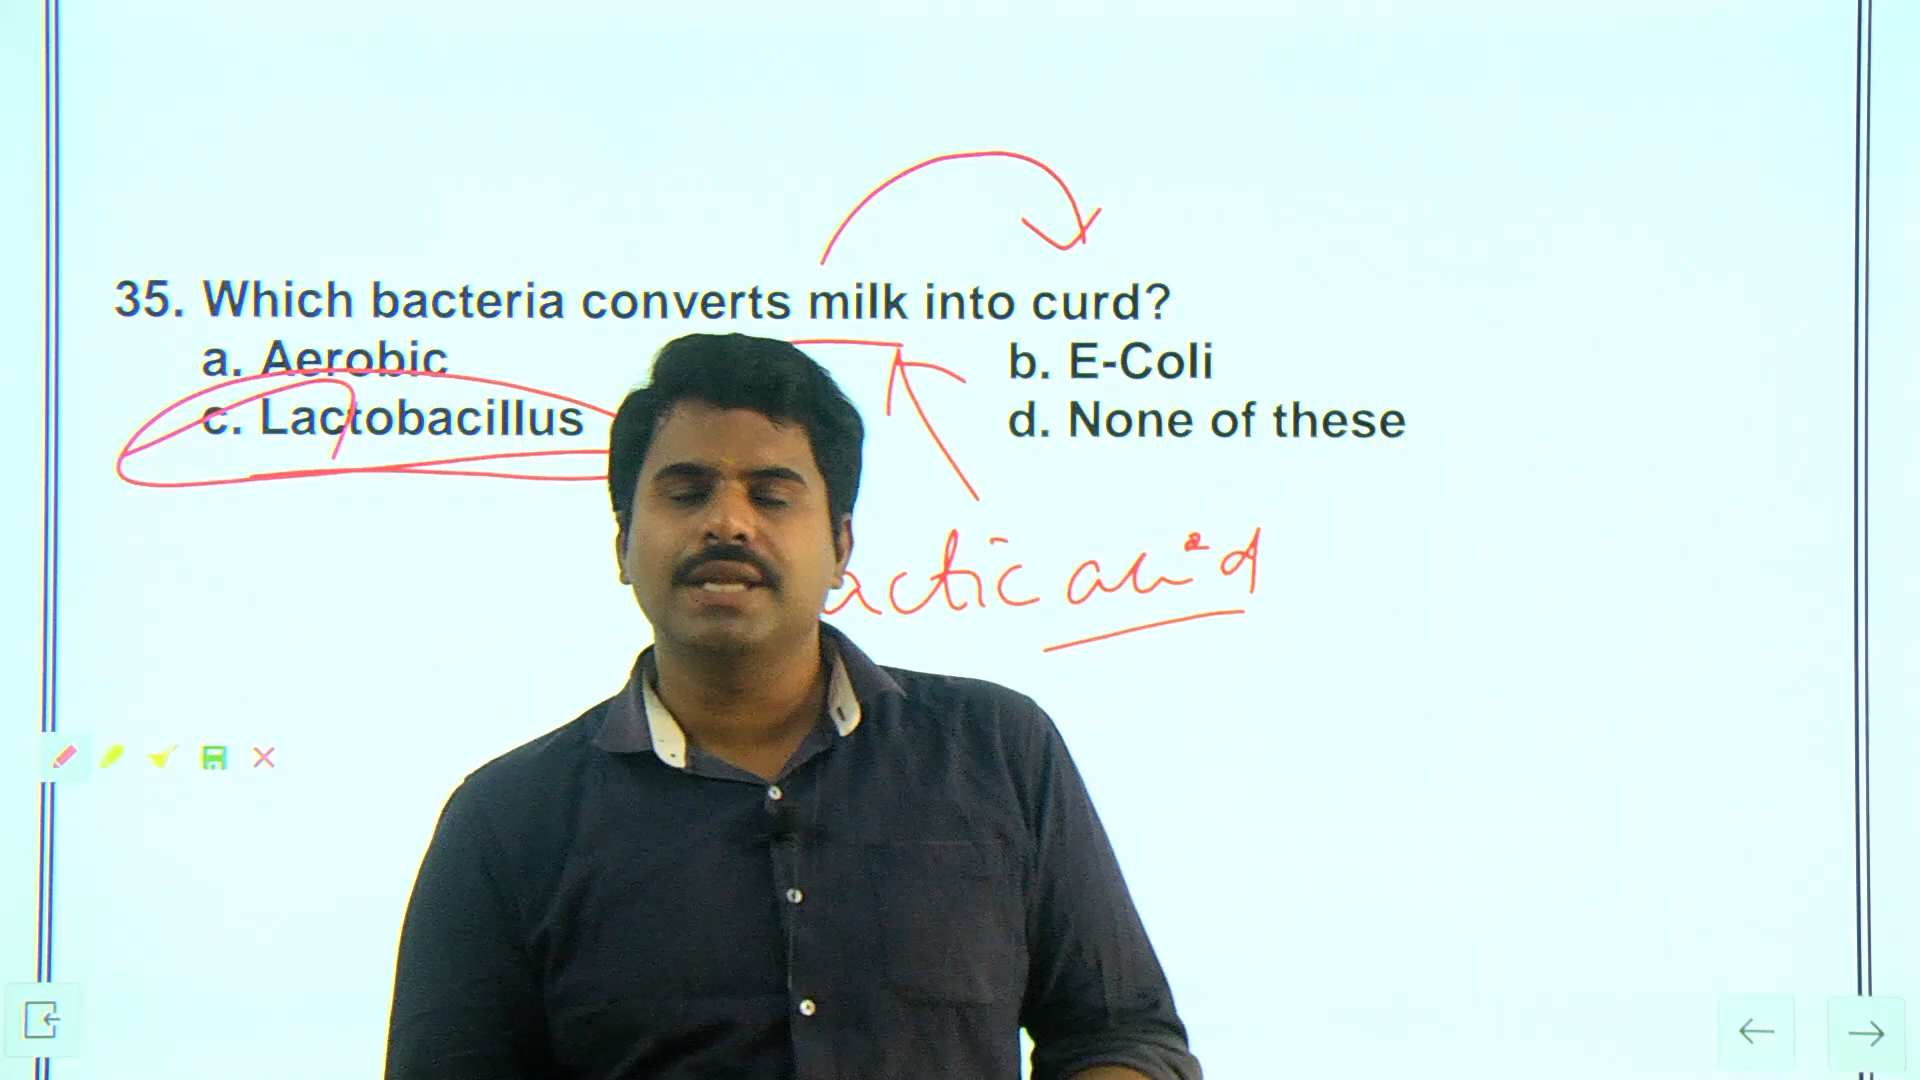 35. Which bacteria converts milk into curd?
a. Aerobic
b. E-Coli
c. Lactobacillus
d. None of these
actic acid